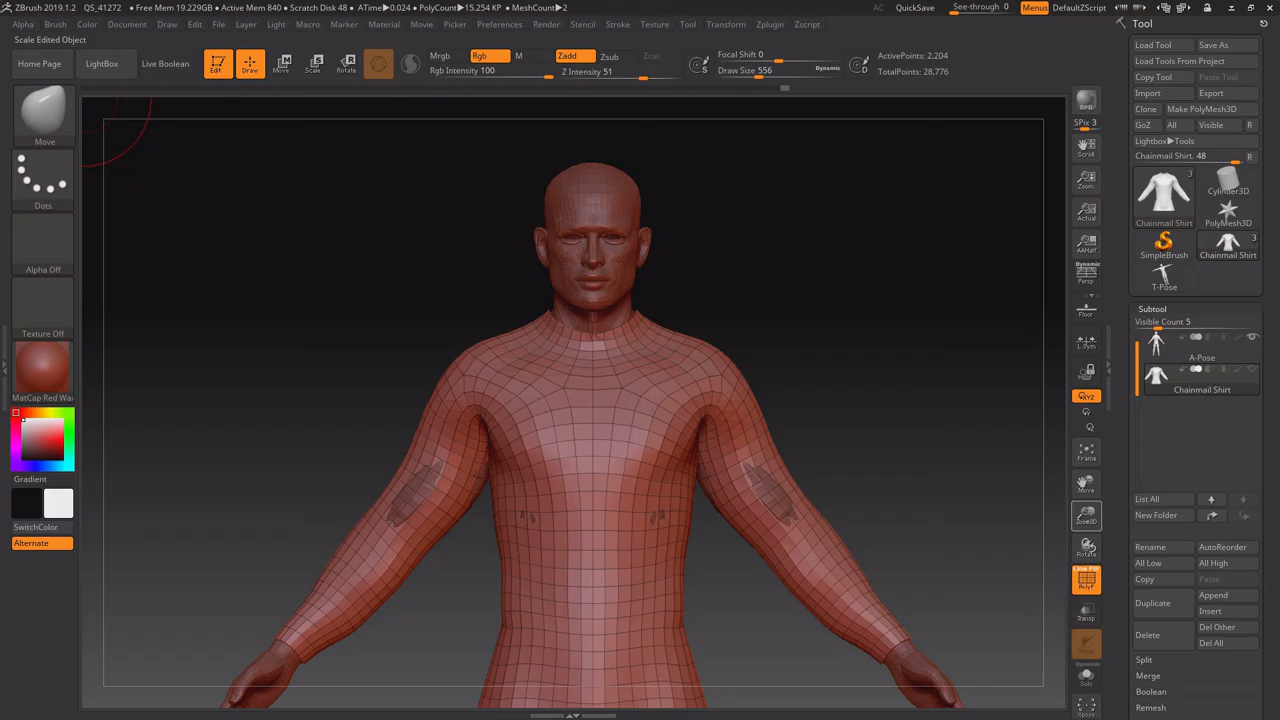 ZBrush 2019.1.2 QS_41272 • Free Mem 19.229GB • Active Mem 840 • Scratch Disk 48 • ATime▶0.024 • PolyCount▶15.254 KP • MeshCount▶2 AC QuickSave See-through 0 Menus DefaultZScript
Alpha Brush Color Document Draw Edit File Layer Light Macro Marker Material Movie Picker Preferences Render Stencil Stroke Texture Tool Transform Zplugin Zscript
Scale Edited Object
Home Page LightBox Live Boolean Edit Draw Move Scale Rotate
Mrgb Rgb M Zadd Zsub Zcut
Rgb Intensity 100 Z Intensity 51
S Focal Shift 0
Draw Size 556 Dynamic
D ActivePoints: 2,204
TotalPoints: 28,776
Move
Dots
Alpha Off
Texture Off
MatCap Red Wax
Gradient
SwitchColor
Alternate
BPR
SPix 3
Scroll
Zoom
Actual
AAHalf
Dynamic
Persp
Floor
L.Sym
XYZ
Frame
Move
Zoom3D
Rotate
Line Fill
PolyF
Transp
Dynamic
Solo
Xpose
Tool
Load Tool Save As
Load Tools From Project
Copy Tool Paste Tool
Import Export
Clone Make PolyMesh3D
GoZ All Visible R
Lightbox▶Tools
Chainmail Shirt. 48 R
3
Chainmail Shirt
Cylinder3D
PolyMesh3D
SimpleBrush
3
Chainmail Shirt
T-Pose
Subtool
Visible Count 5
A-Pose
Chainmail Shirt
List All
New Folder
Rename AutoReorder
All Low All High
Copy Paste
Duplicate Append
Insert
Delete Del Other
Del All
Split
Merge
Boolean
Remesh